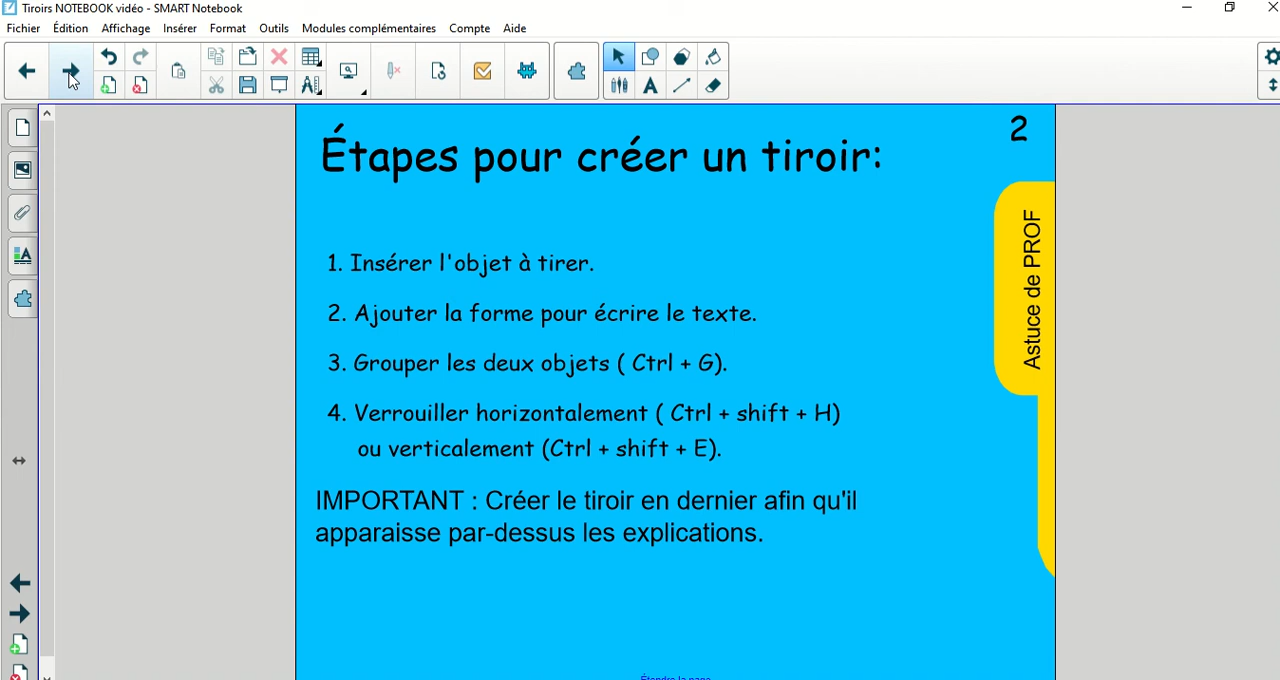 Tiroirs NOTEBOOK vidéo - SMART Notebook
Fichier Édition Affichage Insérer Format Outils Modules complémentaires Compte Aide
2
Étapes pour créer un tiroir:
Astuce de PROF
1. Insérer l'objet à tirer.
2. Ajouter la forme pour écrire le texte.
3. Grouper les deux objets ( Ctrl + G).
4. Verrouiller horizontalement ( Ctrl + shift + H)
ou verticalement (Ctrl + shift + E).
IMPORTANT : Créer le tiroir en dernier afin qu'il
apparaisse par-dessus les explications.
Étendre la page